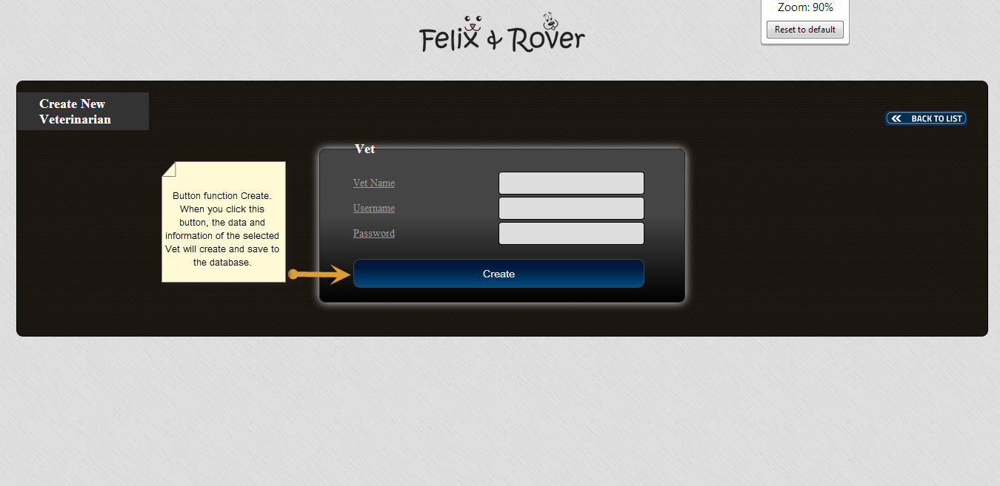 Zoom: 90%
Reset to default
Felix & Rover
Create New
Veterinarian
BACK TO LIST
Vet
Button function Create.
When you click this
button, the data and
information of the selected
Vet will create and save to
the database.
Vet Name
Username
Password
Create